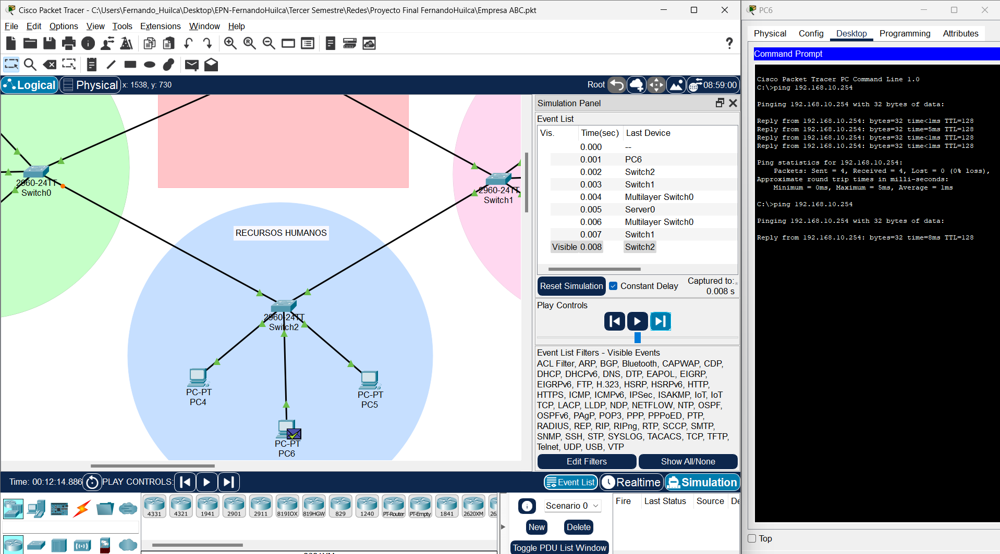 Cisco Packet Tracer - C:\Users\Fernando_Huilca\Desktop\EPN-FernandoHuilca\Tercer Semestre\Redes\Proyecto Final FernandoHuilca\Empresa ABC.pkt
File Edit Options View Tools Extensions Window Help
?
Logical Physical x: 1538, y: 730
Root 08:59:00
2960-24TT
Switch0
2960-24TT
Switch1
RECURSOS HUMANOS
2960-24TT
Switch2
PC-PT
PC4
PC-PT
PC5
PC-PT
PC6
Simulation Panel
Event List
Vis. Time(sec) Last Device
0.000 --
0.001 PC6
0.002 Switch2
0.003 Switch1
0.004 Multilayer Switch0
0.005 Server0
0.006 Multilayer Switch0
0.007 Switch1
Visible 0.008 Switch2
Reset Simulation Constant Delay Captured to:
0.008 s
Play Controls
Event List Filters - Visible Events
ACL Filter, ARP, BGP, Bluetooth, CAPWAP, CDP,
DHCP, DHCPv6, DNS, DTP, EAPOL, EIGRP,
EIGRPv6, FTP, H.323, HSRP, HSRPv6, HTTP,
HTTPS, ICMP, ICMPv6, IPSec, ISAKMP, IoT, IoT
TCP, LACP, LLDP, NDP, NETFLOW, NTP, OSPF,
OSPFv6, PAgP, POP3, PPP, PPPoED, PTP,
RADIUS, REP, RIP, RIPng, RTP, SCCP, SMTP,
SNMP, SSH, STP, SYSLOG, TACACS, TCP, TFTP,
Telnet, UDP, USB, VTP
Edit Filters Show All/None
Time: 00:12:14.886 PLAY CONTROLS:
Event List Realtime Simulation
4331 4321 1941 2901 2911 819IOX 819HGW 829 1240 PT-Router PT-Empty 1841 2620XM
Scenario 0
New Delete
Toggle PDU List Window
Fire Last Status Source
PC6
Physical Config Desktop Programming Attributes
Command Prompt
Cisco Packet Tracer PC Command Line 1.0
C:\>ping 192.168.10.254
Pinging 192.168.10.254 with 32 bytes of data:
Reply from 192.168.10.254: bytes=32 time<1ms TTL=128
Reply from 192.168.10.254: bytes=32 time=5ms TTL=128
Reply from 192.168.10.254: bytes=32 time<1ms TTL=128
Reply from 192.168.10.254: bytes=32 time<1ms TTL=128
Ping statistics for 192.168.10.254:
Packets: Sent = 4, Received = 4, Lost = 0 (0% loss),
Approximate round trip times in milli-seconds:
Minimum = 0ms, Maximum = 5ms, Average = 1ms
C:\>ping 192.168.10.254
Pinging 192.168.10.254 with 32 bytes of data:
Reply from 192.168.10.254: bytes=32 time=8ms TTL=128
Top